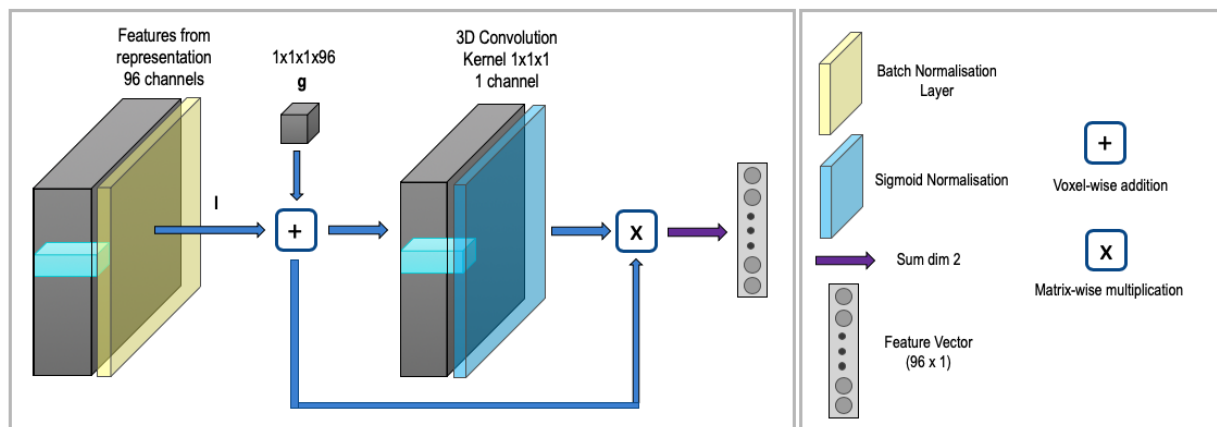 Features from
representation
96 channels
1x1x1x96
g
3D Convolution
Kernel 1x1x1
1 channel
l
+
x
Batch Normalisation
Layer
Sigmoid Normalisation
+
Voxel-wise addition
Sum dim 2
x
Matrix-wise multiplication
Feature Vector
(96 x 1)